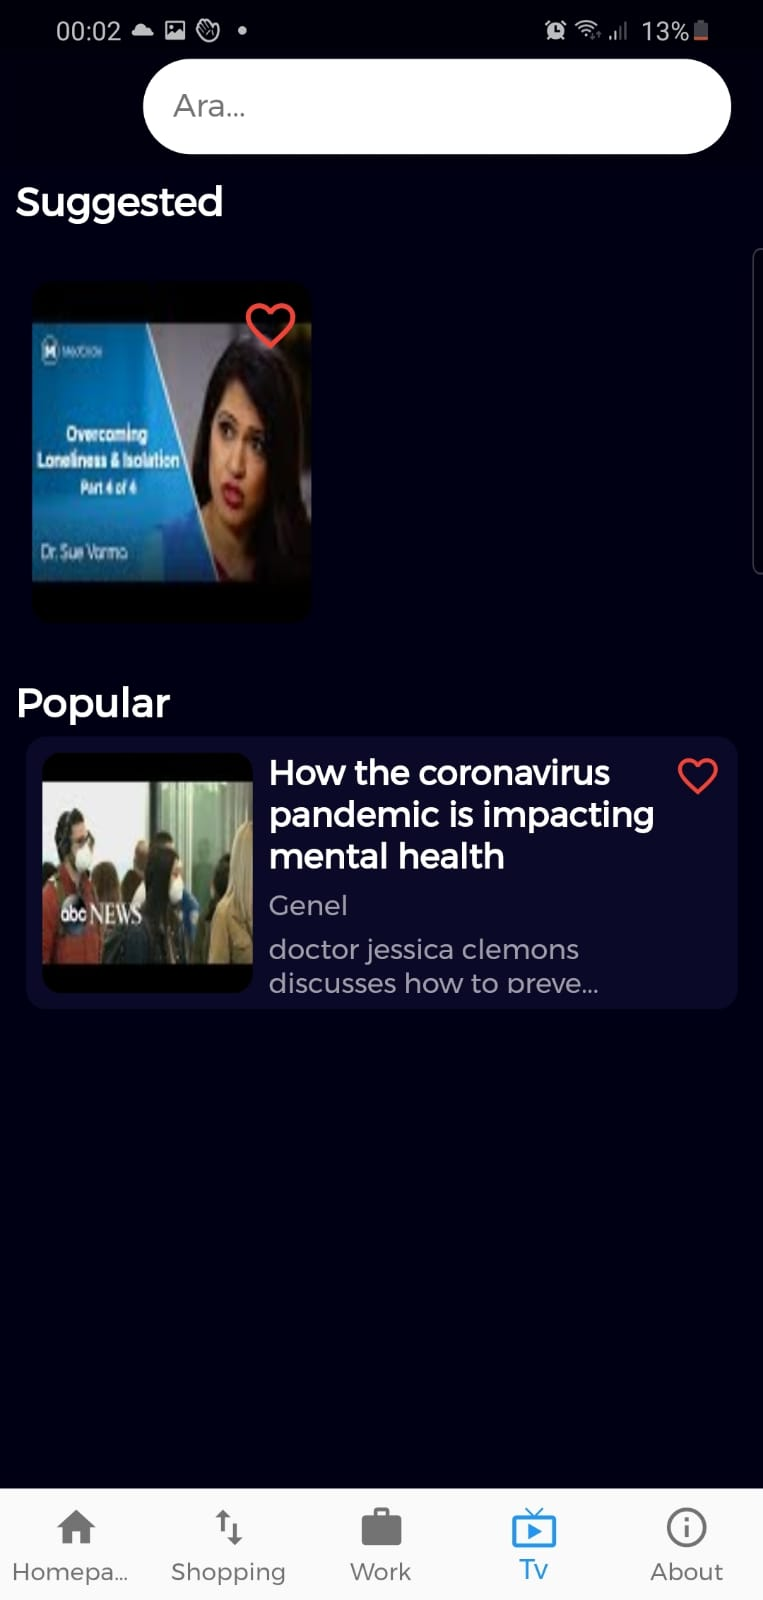 00:02
13%
Ara...
Suggested
Overcoming
Loneliness & Isolation
Part 4 of 4
Dr. Sue Varma
Popular
How the coronavirus
pandemic is impacting
mental health
Genel
doctor jessica clemons
discusses how to preve...
abc NEWS
Homepa...
Shopping
Work
Tv
About